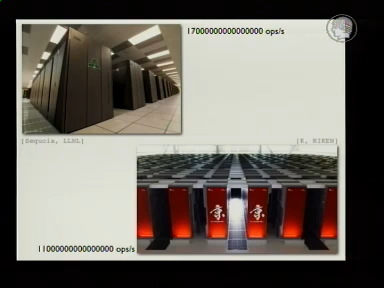 17000000000000000 ops/s
[Sequoia, LLNL]
[K, RIKEN]
京 京
11000000000000000 ops/s